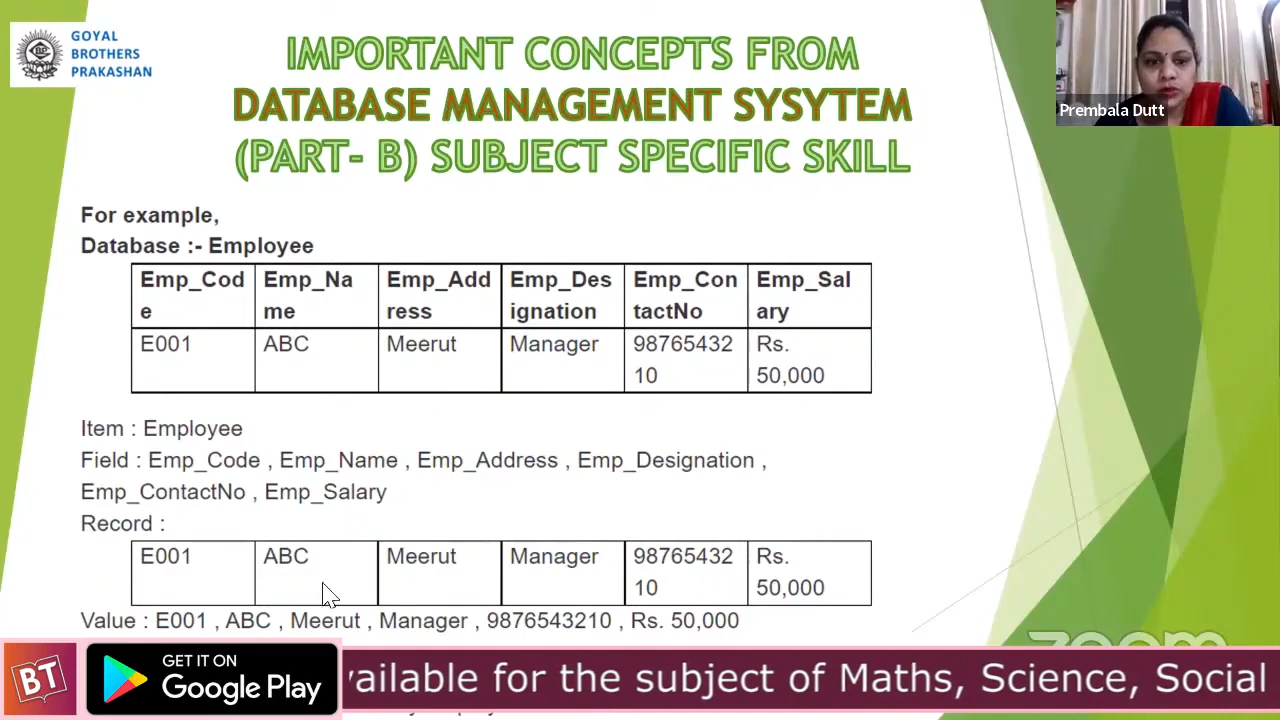 GOYAL
BROTHERS
PRAKASHAN
IMPORTANT CONCEPTS FROM
DATABASE MANAGEMENT SYSYTEM
(PART- B) SUBJECT SPECIFIC SKILL
Prembala Dutt
For example,
Database :- Employee
Emp_Cod Emp_Na Emp_Add Emp_Des Emp_Con Emp_Sal
e me ress ignation tactNo ary
E001 ABC Meerut Manager 98765432 Rs.
10 50,000
Item : Employee
Field : Emp_Code , Emp_Name , Emp_Address , Emp_Designation ,
Emp_ContactNo , Emp_Salary
Record :
E001 ABC Meerut Manager 98765432 Rs.
10 50,000
Value : E001 , ABC , Meerut , Manager , 9876543210 , Rs. 50,000
zoom
BT
GET IT ON
Google Play
vailable for the subject of Maths, Science, Social